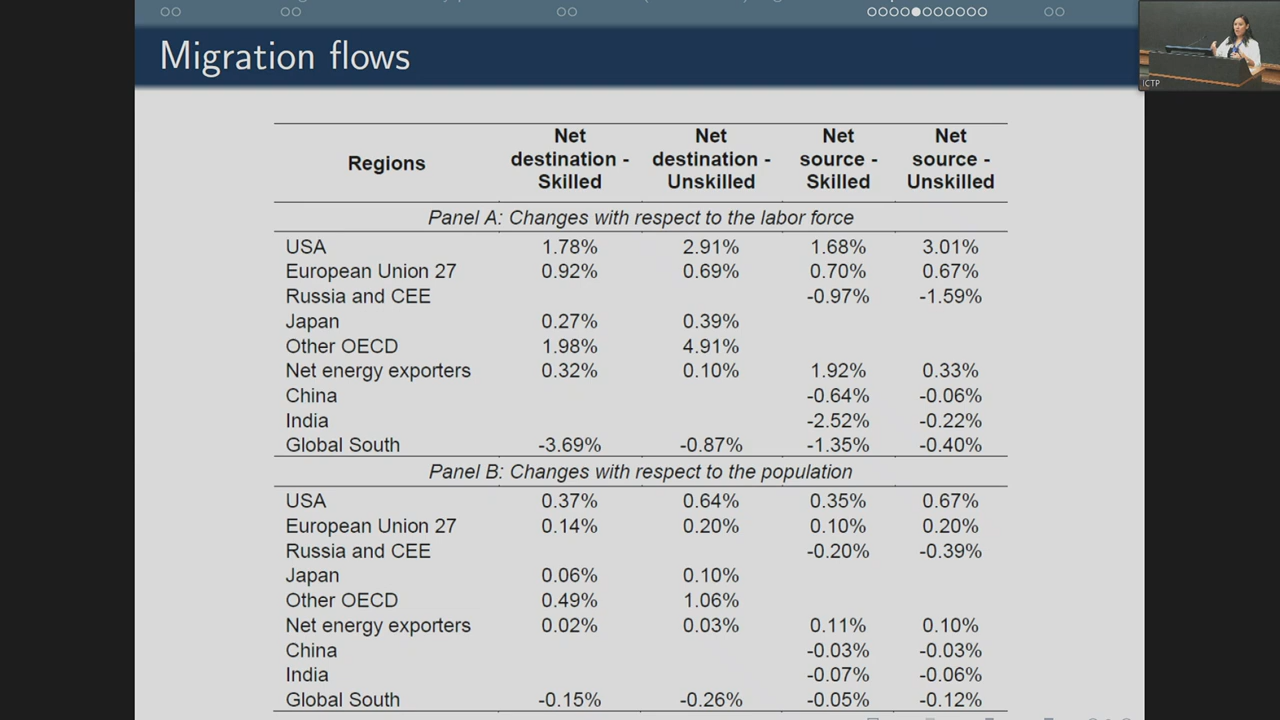 Migration flows
ICTP
Regions Net destination - Skilled Net destination - Unskilled Net source - Skilled Net source - Unskilled
Panel A: Changes with respect to the labor force
USA 1.78% 2.91% 1.68% 3.01%
European Union 27 0.92% 0.69% 0.70% 0.67%
Russia and CEE -0.97% -1.59%
Japan 0.27% 0.39%
Other OECD 1.98% 4.91%
Net energy exporters 0.32% 0.10% 1.92% 0.33%
China -0.64% -0.06%
India -2.52% -0.22%
Global South -3.69% -0.87% -1.35% -0.40%
Panel B: Changes with respect to the population
USA 0.37% 0.64% 0.35% 0.67%
European Union 27 0.14% 0.20% 0.10% 0.20%
Russia and CEE -0.20% -0.39%
Japan 0.06% 0.10%
Other OECD 0.49% 1.06%
Net energy exporters 0.02% 0.03% 0.11% 0.10%
China -0.03% -0.03%
India -0.07% -0.06%
Global South -0.15% -0.26% -0.05% -0.12%